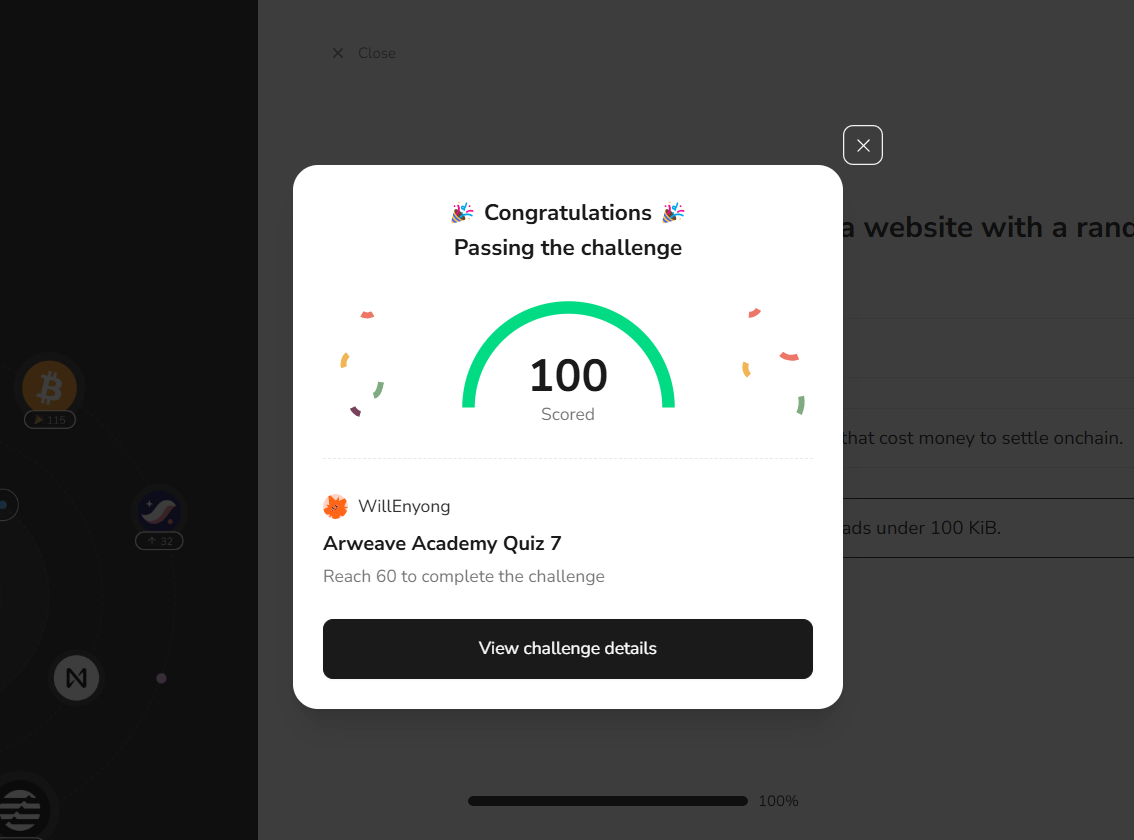 Close
a website with a rand
Congratulations
Passing the challenge
100
Scored
115
that cost money to settle onchain.
32
WillEnyong
ads under 100 KiB.
Arweave Academy Quiz 7
Reach 60 to complete the challenge
View challenge details
100%